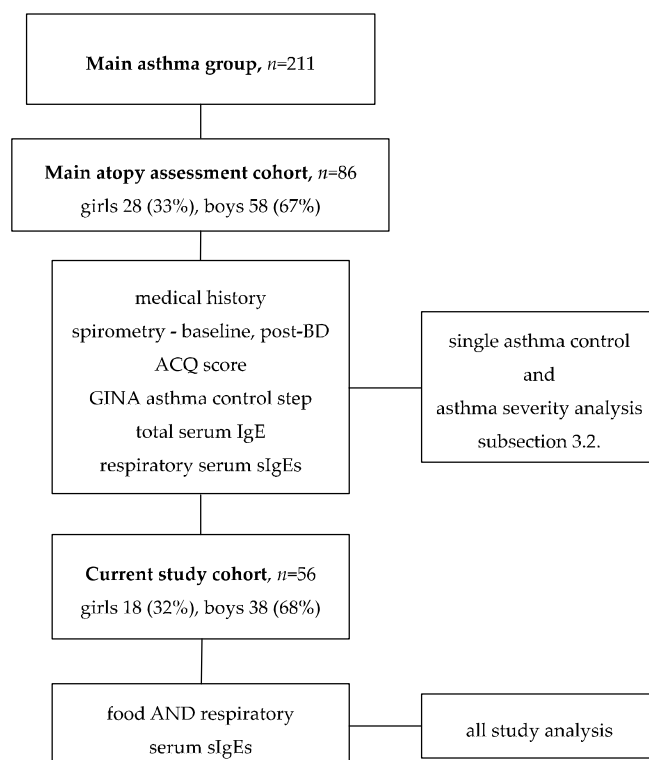 Main asthma group, n=211
Main atopy assessment cohort, n=86
girls 28 (33%), boys 58 (67%)
medical history
spirometry - baseline, post-BD
ACQ score
GINA asthma control step
total serum IgE
respiratory serum sIgEs
single asthma control
and
asthma severity analysis
subsection 3.2.
Current study cohort, n=56
girls 18 (32%), boys 38 (68%)
food AND respiratory
serum sIgEs
all study analysis